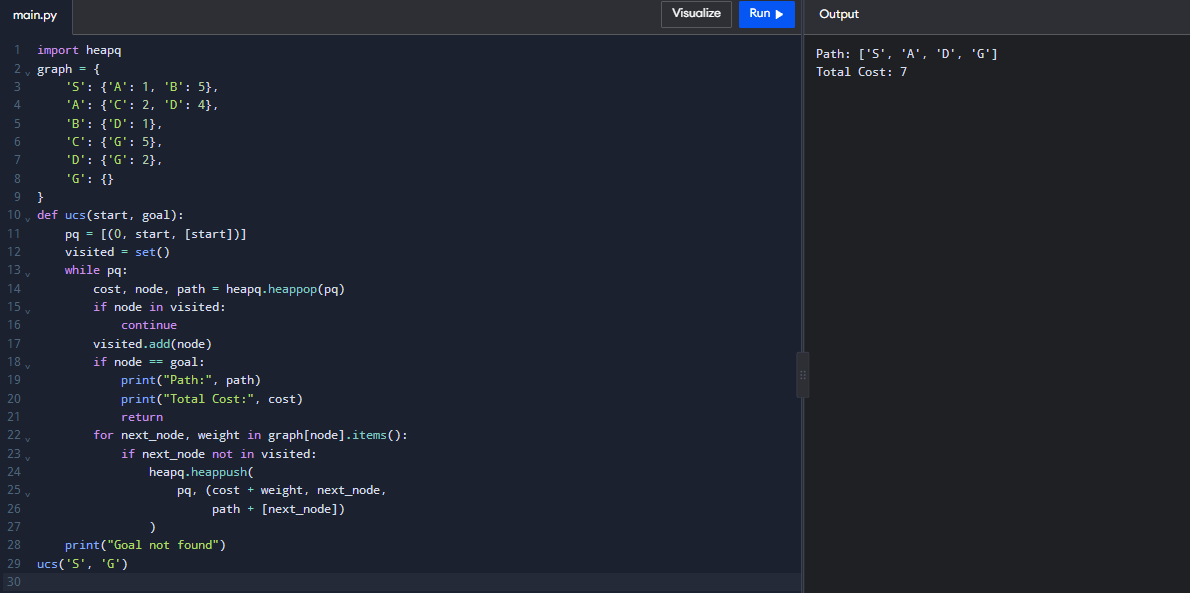 main.py
Visualize
Run
Output
1 import heapq
2 graph = {
3     'S': {'A': 1, 'B': 5},
4     'A': {'C': 2, 'D': 4},
5     'B': {'D': 1},
6     'C': {'G': 5},
7     'D': {'G': 2},
8     'G': {}
9 }
10 def ucs(start, goal):
11     pq = [(0, start, [start])]
12     visited = set()
13     while pq:
14         cost, node, path = heapq.heappop(pq)
15         if node in visited:
16             continue
17         visited.add(node)
18         if node == goal:
19             print("Path:", path)
20             print("Total Cost:", cost)
21             return
22         for next_node, weight in graph[node].items():
23             if next_node not in visited:
24                 heapq.heappush(
25                     pq, (cost + weight, next_node,
26                          path + [next_node])
27                 )
28     print("Goal not found")
29 ucs('S', 'G')
30
Path: ['S', 'A', 'D', 'G']
Total Cost: 7